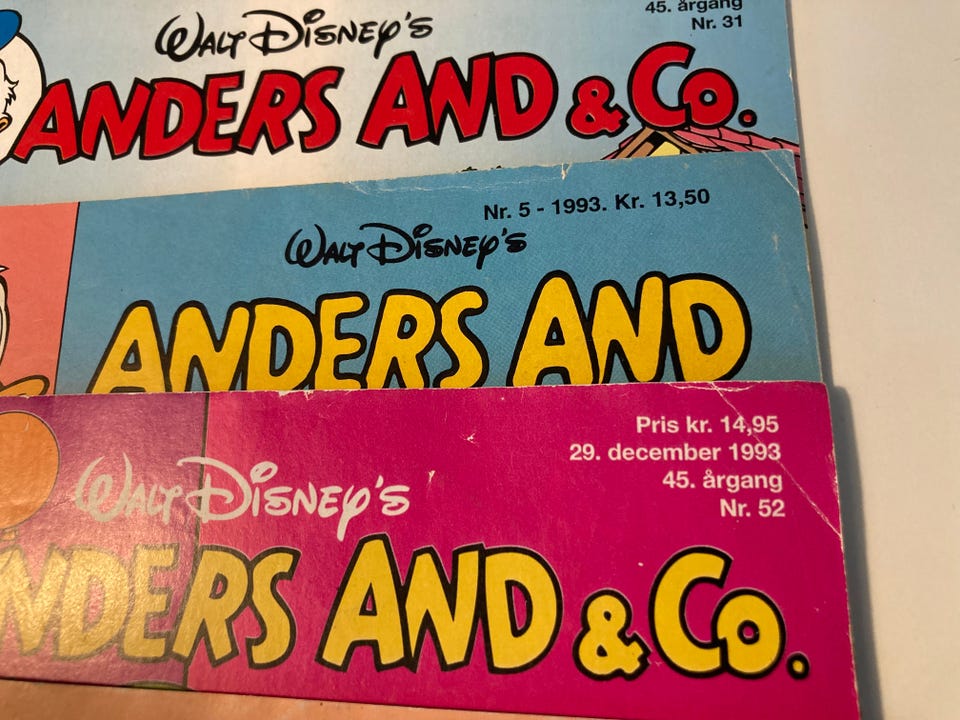 45. årgang
Nr. 31
WALT DISNEY'S
ANDERS AND & Co.
Nr. 5 - 1993. Kr. 13,50
WALT DISNEY'S
ANDERS AND
Pris kr. 14,95
29. december 1993
45. årgang
Nr. 52
WALT DISNEY'S
ANDERS AND & Co.